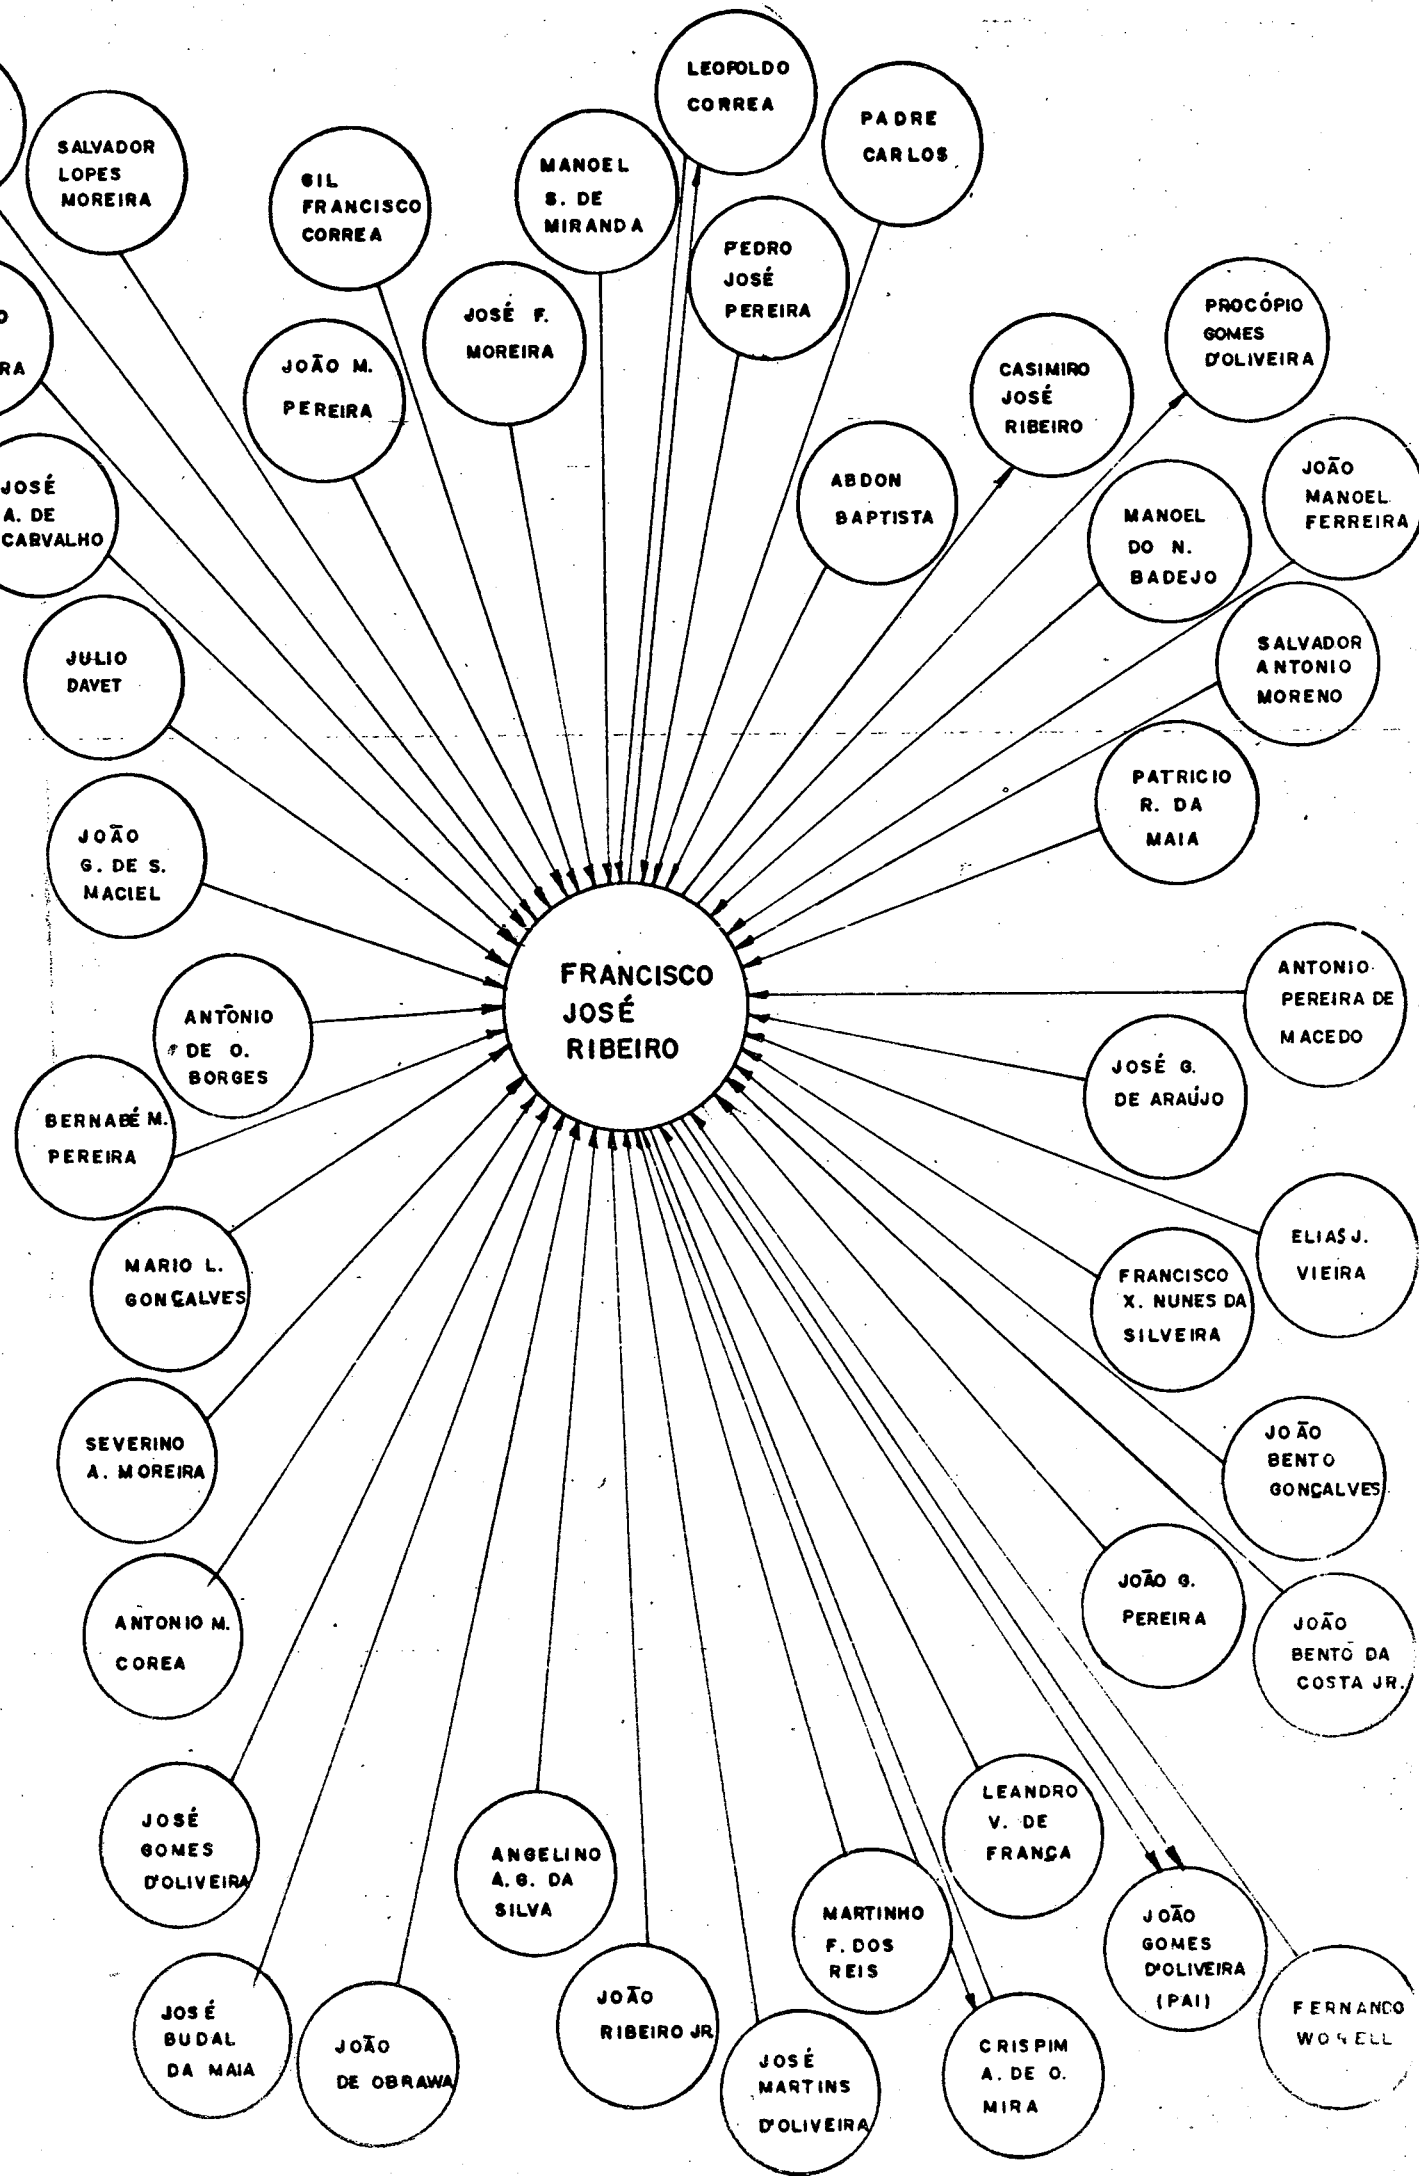 LEOPOLDO
CORREA
PADRE
CARLOS
SALVADOR
LOPES
MOREIRA
GIL
FRANCISCO
CORREA
MANOEL
S. DE
MIRANDA
PEDRO
JOSÉ
PEREIRA
JOSÉ F.
MOREIRA
JOÃO M.
PEREIRA
PROCÓPIO
GOMES
D'OLIVEIRA
CASIMIRO
JOSÉ
RIBEIRO
O
RA
ABDON
BAPTISTA
JOÃO
MANOEL
FERREIRA
JOSÉ
A. DE
CARVALHO
MANOEL
DO N.
BADEJO
JULIO
DAVET
SALVADOR
ANTONIO
MORENO
PATRICIO
R. DA
MAIA
JOÃO
G. DE S.
MACIEL
FRANCISCO
JOSÉ
RIBEIRO
ANTONIO
PEREIRA DE
MACEDO
ANTONIO
DE O.
BORGES
JOSÉ G.
DE ARAÚJO
BERNABÉ M.
PEREIRA
ELIAS J.
VIEIRA
MARIO L.
GONÇALVES
FRANCISCO
X. NUNES DA
SILVEIRA
SEVERINO
A. MOREIRA
JOÃO
BENTO
GONÇALVES
ANTONIO M.
COREA
JOÃO G.
PEREIRA
JOÃO
BENTO DA
COSTA JR.
JOSÉ
GOMES
D'OLIVEIRA
ANGELINO
A. G. DA
SILVA
LEANDRO
V. DE
FRANÇA
MARTINHO
F. DOS
REIS
JOÃO
GOMES
D'OLIVEIRA
(PAI)
JOSÉ
BUDAL
DA MAIA
JOÃO
DE OBRAWA
JOÃO
RIBEIRO JR
JOSÉ
MARTINS
D'OLIVEIRA
CRISPIM
A. DE O.
MIRA
FERNANDO